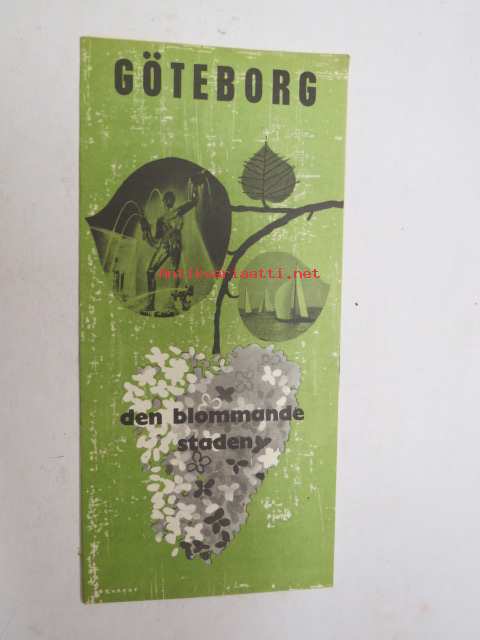 GÖTEBORG
Antikvariaatti.net
den blommande
staden